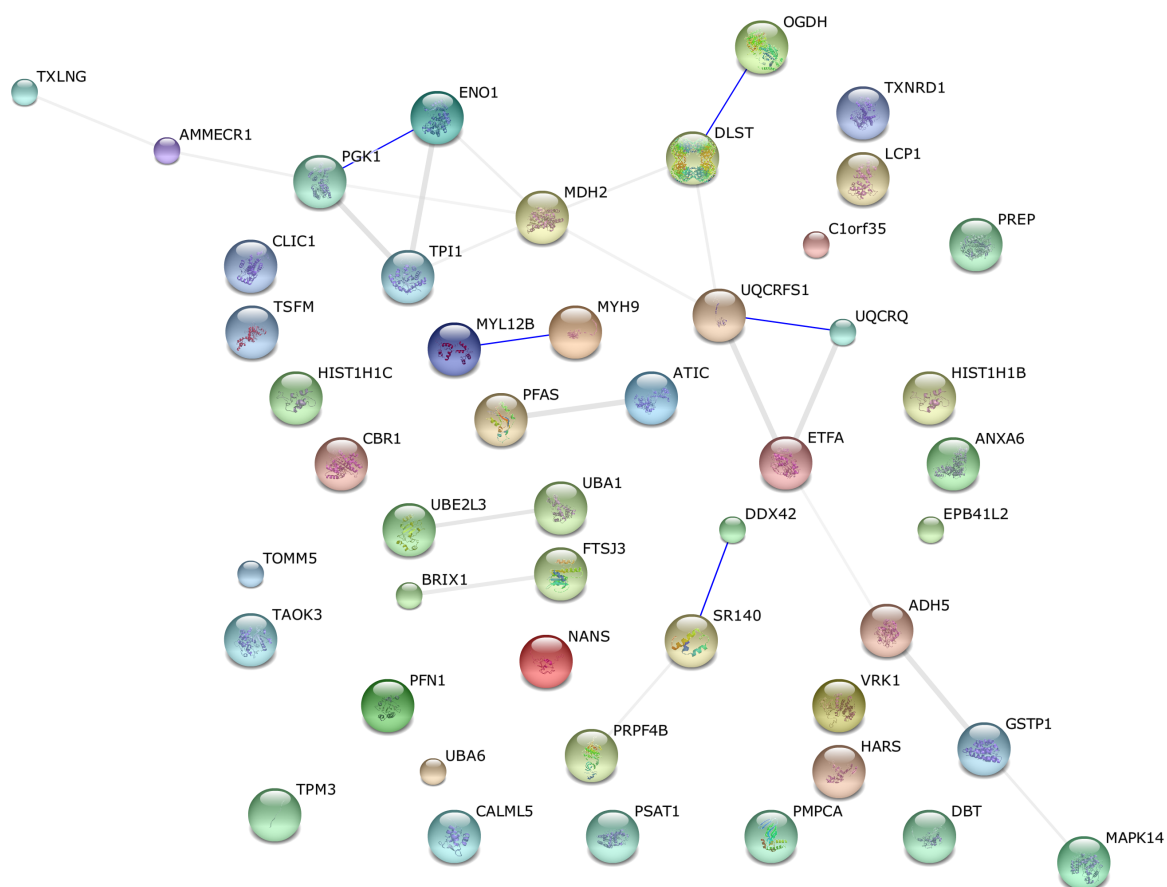 OGDH
TXLNG
ENO1
TXNRD1
AMMECR1
DLST
PGK1
LCP1
MDH2
C1orf35
PREP
CLIC1
TPI1
UQCRFS1
UQCRQ
TSFM
MYL12B
MYH9
HIST1H1C
PFAS
ATIC
HIST1H1B
CBR1
ETFA
ANXA6
UBE2L3
UBA1
DDX42
EPB41L2
TOMM5
BRIX1
FTSJ3
TAOK3
NANS
SR140
ADH5
PFN1
VRK1
PRPF4B
GSTP1
UBA6
HARS
TPM3
CALML5
PSAT1
PMPCA
DBT
MAPK14